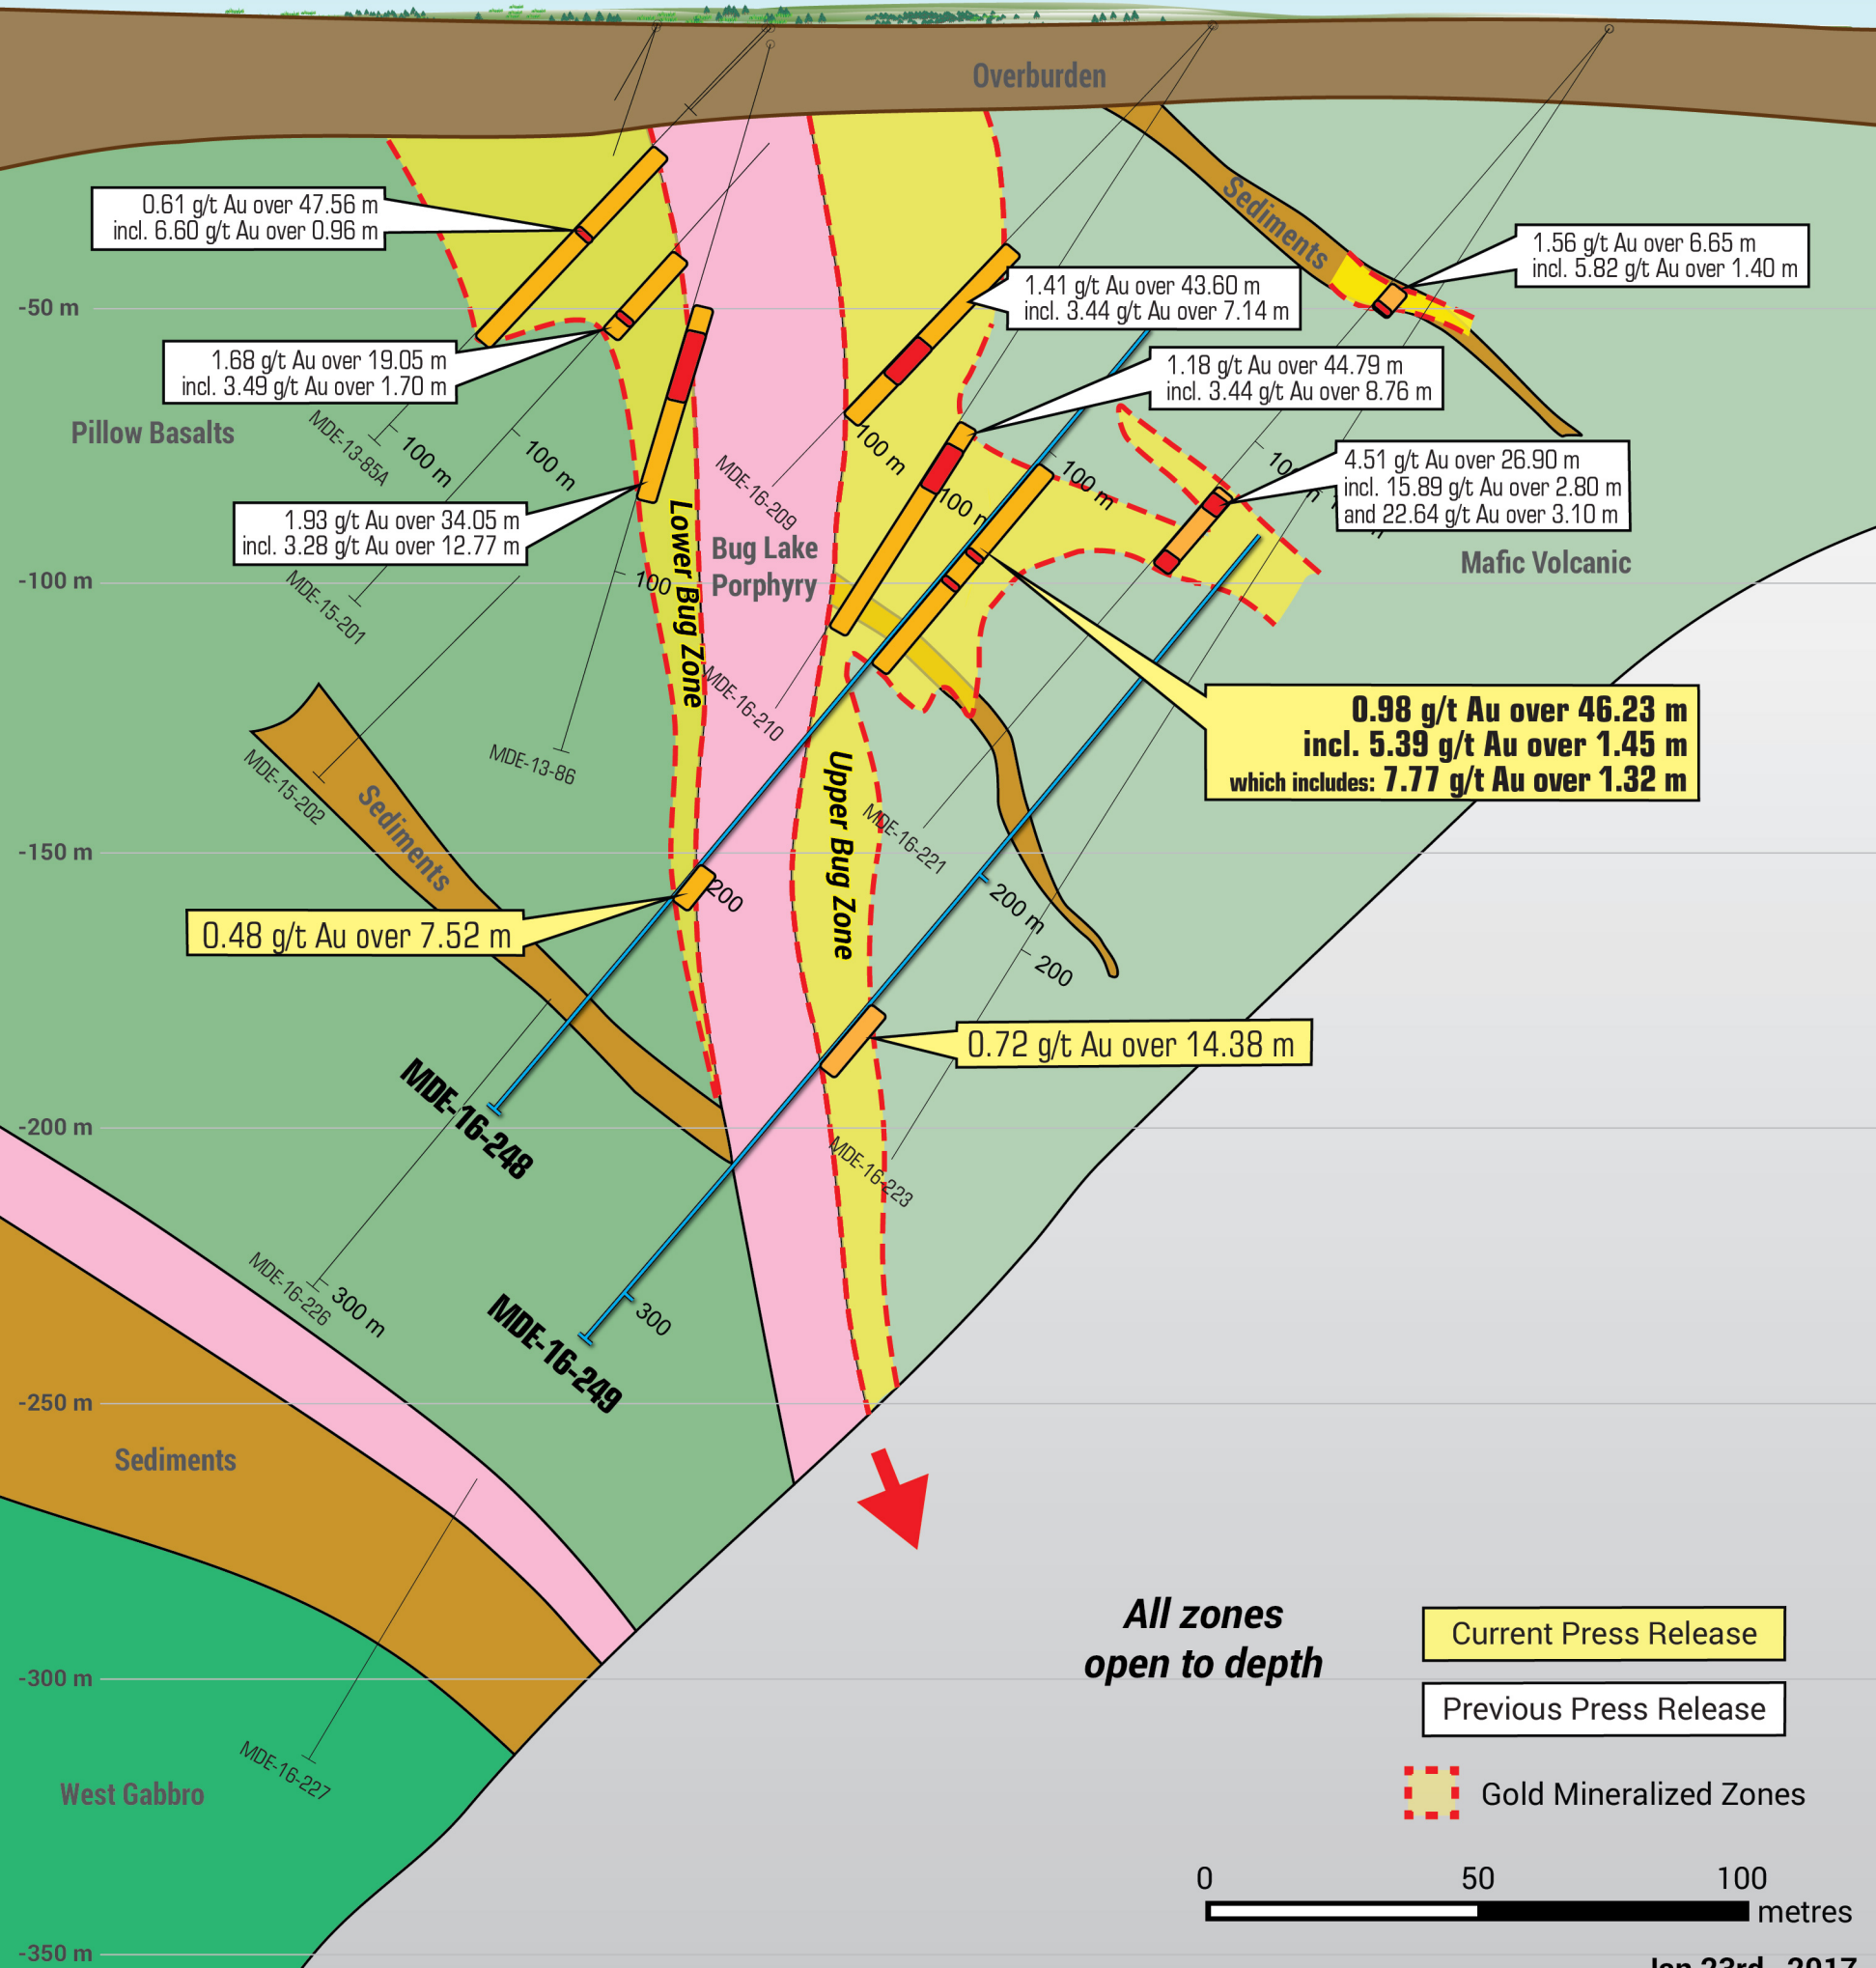 Overburden
Sediments
0.61 g/t Au over 47.56 m
incl. 6.60 g/t Au over 0.96 m
1.56 g/t Au over 6.65 m
incl. 5.82 g/t Au over 1.40 m
1.41 g/t Au over 43.60 m
incl. 3.44 g/t Au over 7.14 m
-50 m
1.68 g/t Au over 19.05 m
incl. 3.49 g/t Au over 1.70 m
1.18 g/t Au over 44.79 m
incl. 3.44 g/t Au over 8.76 m
Pillow Basalts
MDE-13-85A
100 m
100 m
100 m
100 m
100 m
4.51 g/t Au over 26.90 m
incl. 15.89 g/t Au over 2.80 m
and 22.64 g/t Au over 3.10 m
MDE-16-209
1.93 g/t Au over 34.05 m
incl. 3.28 g/t Au over 12.77 m
Bug Lake
Porphyry
Mafic Volcanic
-100 m
100
MDE-15-201
Lower Bug Zone
MDE-16-210
0.98 g/t Au over 46.23 m
incl. 5.39 g/t Au over 1.45 m
which includes: 7.77 g/t Au over 1.32 m
MDE-13-86
MDE-15-202
Sediments
Upper Bug Zone
MDE-16-221
-150 m
200
200 m
200
0.48 g/t Au over 7.52 m
0.72 g/t Au over 14.38 m
MDE-16-248
-200 m
MDE-16-223
MDE-16-226
300 m
MDE-16-249
300
-250 m
Sediments
All zones
open to depth
Current Press Release
-300 m
Previous Press Release
MDE-16-227
West Gabbro
Gold Mineralized Zones
0 50 100
metres
-350 m
Jan 23rd, 2017